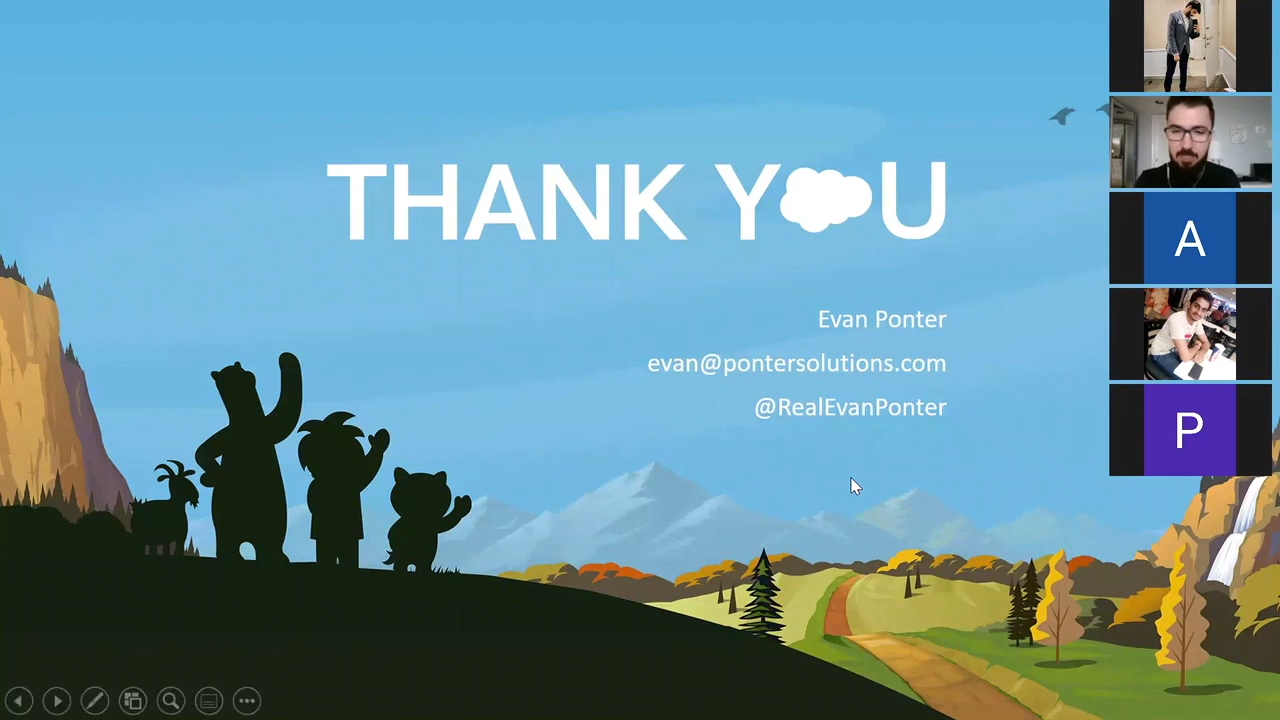 THANK YOU
Evan Ponter
evan@pontersolutions.com
@RealEvanPonter
A
P